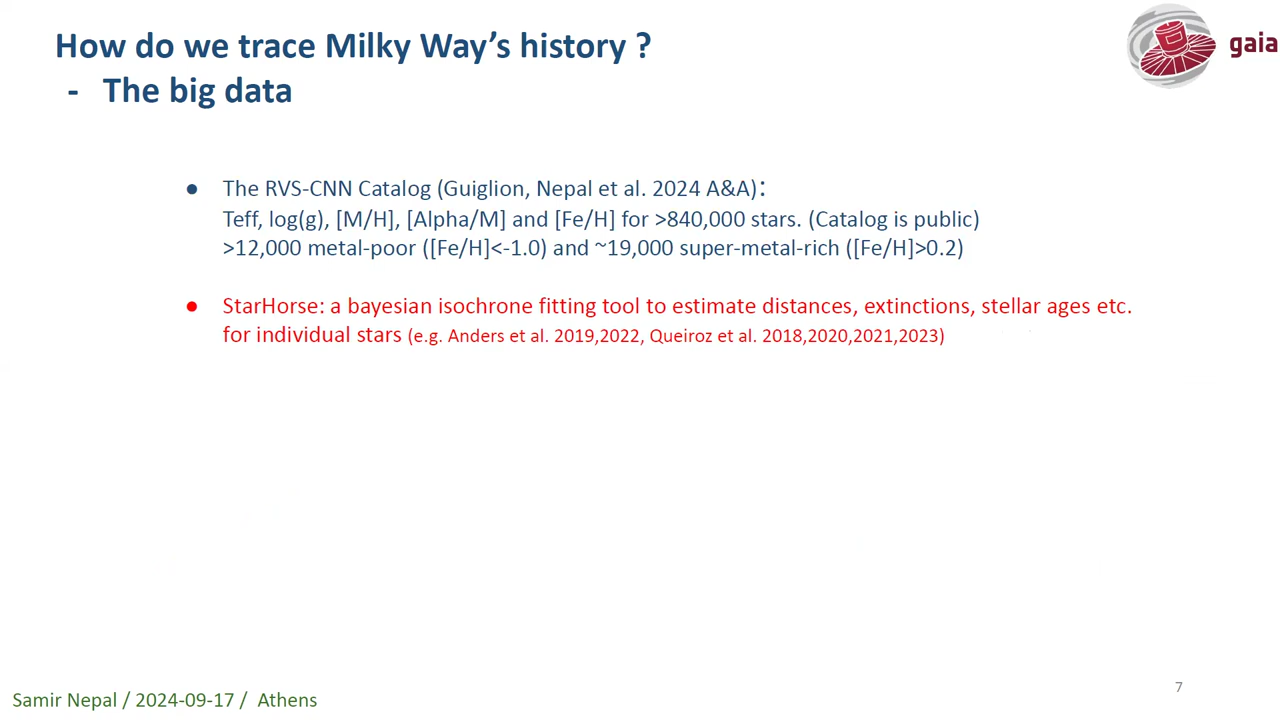 How do we trace Milky Way's history ?
- The big data
gaia
● The RVS-CNN Catalog (Guiglion, Nepal et al. 2024 A&A):
Teff, log(g), [M/H], [Alpha/M] and [Fe/H] for >840,000 stars. (Catalog is public)
>12,000 metal-poor ([Fe/H]<-1.0) and ~19,000 super-metal-rich ([Fe/H]>0.2)
● StarHorse: a bayesian isochrone fitting tool to estimate distances, extinctions, stellar ages etc.
for individual stars (e.g. Anders et al. 2019,2022, Queiroz et al. 2018,2020,2021,2023)
Samir Nepal / 2024-09-17 / Athens
7